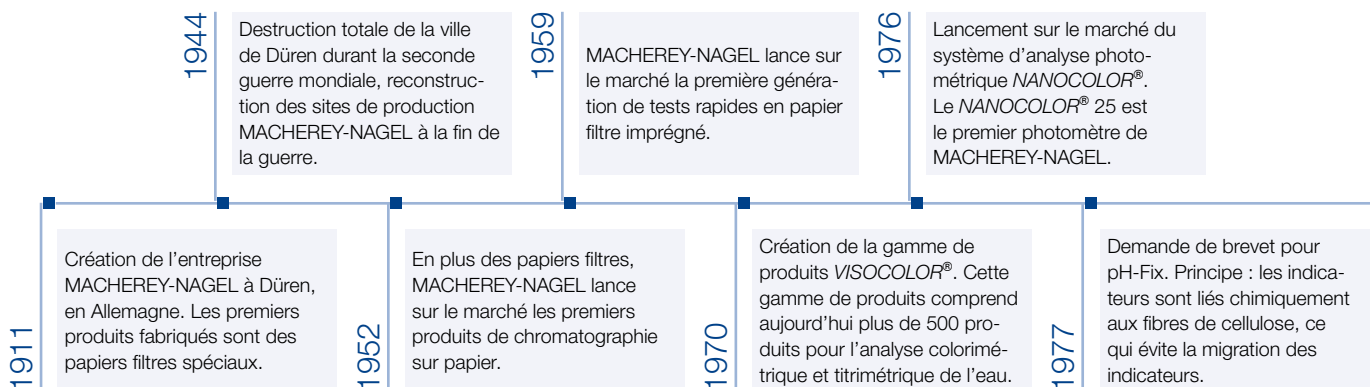 1944
Destruction totale de la ville
de Düren durant la seconde
guerre mondiale, reconstruc-
tion des sites de production
MACHEREY-NAGEL à la fin de
la guerre.
1959
MACHEREY-NAGEL lance sur
le marché la première généra-
tion de tests rapides en papier
filtre imprégné.
1976
Lancement sur le marché du
système d’analyse photo-
métrique NANOCOLOR®.
Le NANOCOLOR® 25 est
le premier photomètre de
MACHEREY-NAGEL.
1911
Création de l’entreprise
MACHEREY-NAGEL à Düren,
en Allemagne. Les premiers
produits fabriqués sont des
papiers filtres spéciaux.
1952
En plus des papiers filtres,
MACHEREY-NAGEL lance
sur le marché les premiers
produits de chromatographie
sur papier.
1970
Création de la gamme de
produits VISOCOLOR®. Cette
gamme de produits comprend
aujourd’hui plus de 500 pro-
duits pour l’analyse colorimé-
trique et titrimétrique de l’eau.
1977
Demande de brevet pour
pH-Fix. Principe : les indica-
teurs sont liés chimiquement
aux fibres de cellulose, ce
qui évite la migration des
indicateurs.